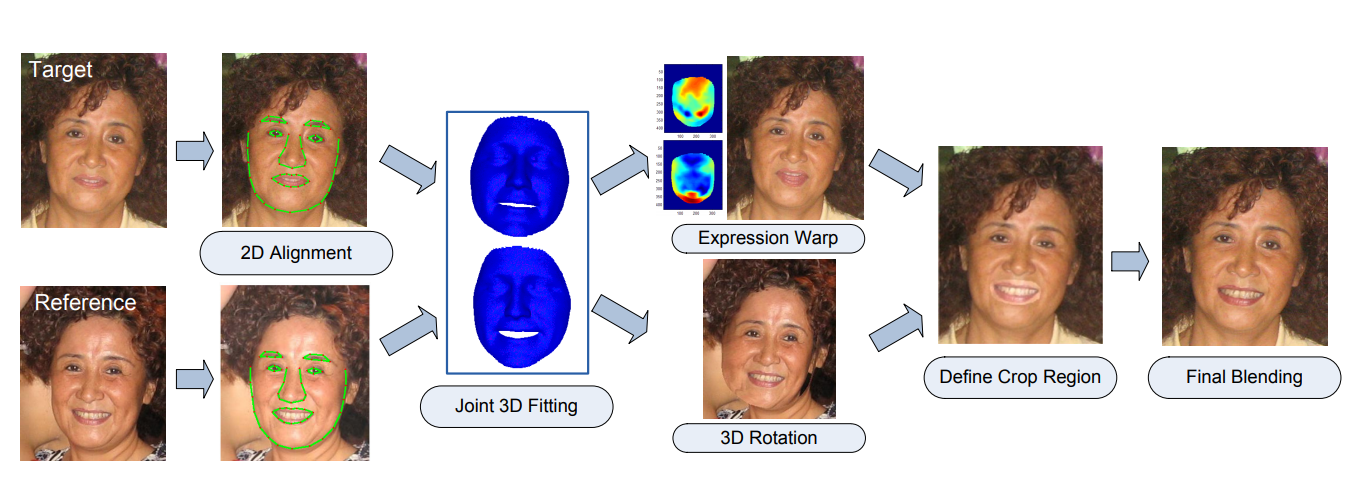 Target
2D Alignment
Reference
Joint 3D Fitting
Expression Warp
3D Rotation
Define Crop Region
Final Blending